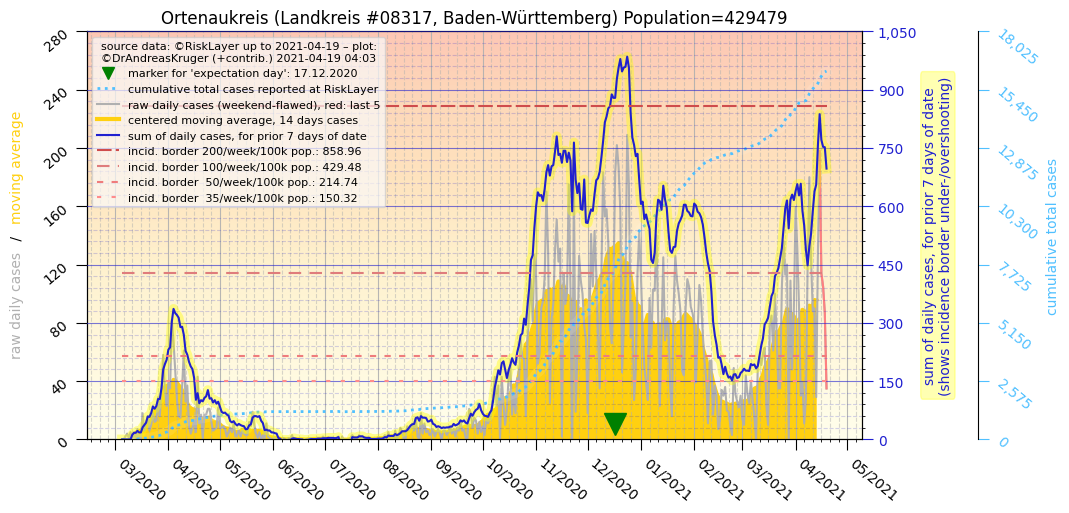 Ortenaukreis (Landkreis #08317, Baden-Württemberg) Population=429479
source data: ©RiskLayer up to 2021-04-19 – plot:
©DrAndreasKruger (+contrib.) 2021-04-19 04:03
marker for 'expectation day': 17.12.2020
cumulative total cases reported at RiskLayer
raw daily cases (weekend-flawed), red: last 5
centered moving average, 14 days cases
sum of daily cases, for prior 7 days of date
incid. border 200/week/100k pop.: 858.96
incid. border 100/week/100k pop.: 429.48
incid. border  50/week/100k pop.: 214.74
incid. border  35/week/100k pop.: 150.32
raw daily cases   /   moving average
280
240
200
160
120
80
40
0
03/2020
04/2020
05/2020
06/2020
07/2020
08/2020
09/2020
10/2020
11/2020
12/2020
01/2021
02/2021
03/2021
04/2021
05/2021
1,050
900
750
600
450
300
150
0
sum of daily cases, for prior 7 days of date
(shows incidence border under-/overshooting)
18,025
15,450
12,875
10,300
7,725
5,150
2,575
0
cumulative total cases